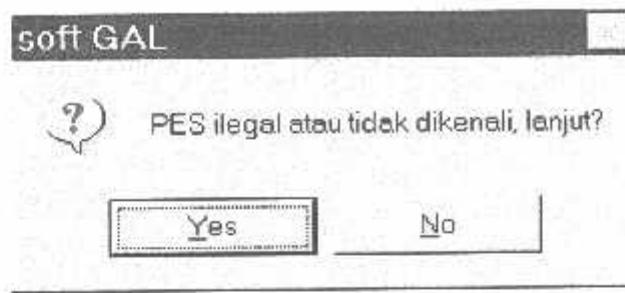 soft GAL
PES ilegal atau tidak dikenali, lanjut?
Yes
No